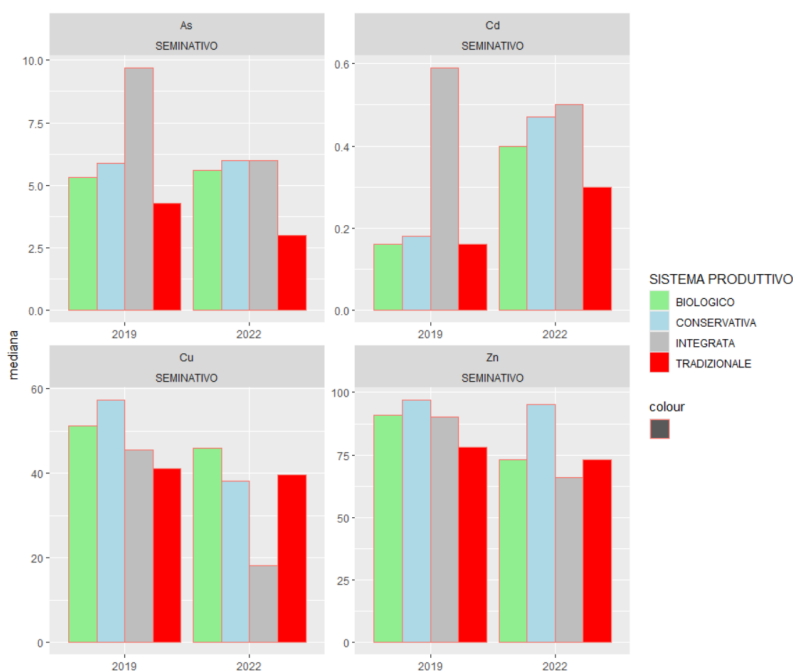 As
SEMINATIVO
10.0
7.5
5.0
2.5
0.0
2019
2022
Cd
SEMINATIVO
0.6
0.4
0.2
0.0
2019
2022
mediana
Cu
SEMINATIVO
60
40
20
0
2019
2022
Zn
SEMINATIVO
100
75
50
25
0
2019
2022
SISTEMA PRODUTTIVO
BIOLOGICO
CONSERVATIVA
INTEGRATA
TRADIZIONALE
colour